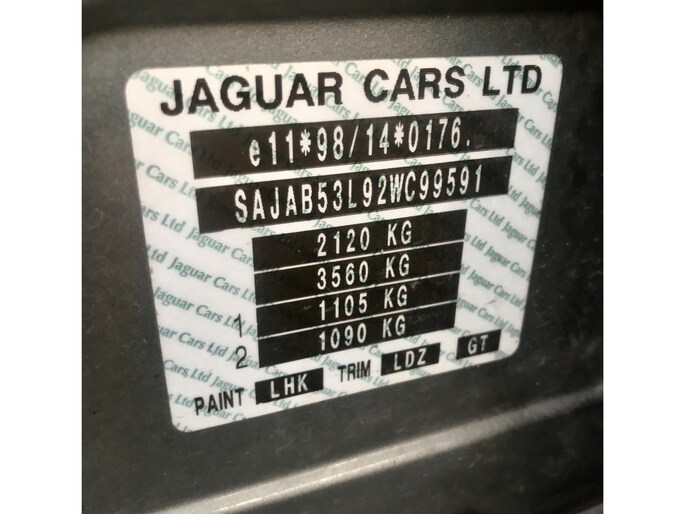 JAGUAR CARS LTD
e11*98/14*0176.
SAJAB53L92WC99591
2120 KG
3560 KG
1 1105 KG
2 1090 KG
PAINT LHK TRIM LDZ GT